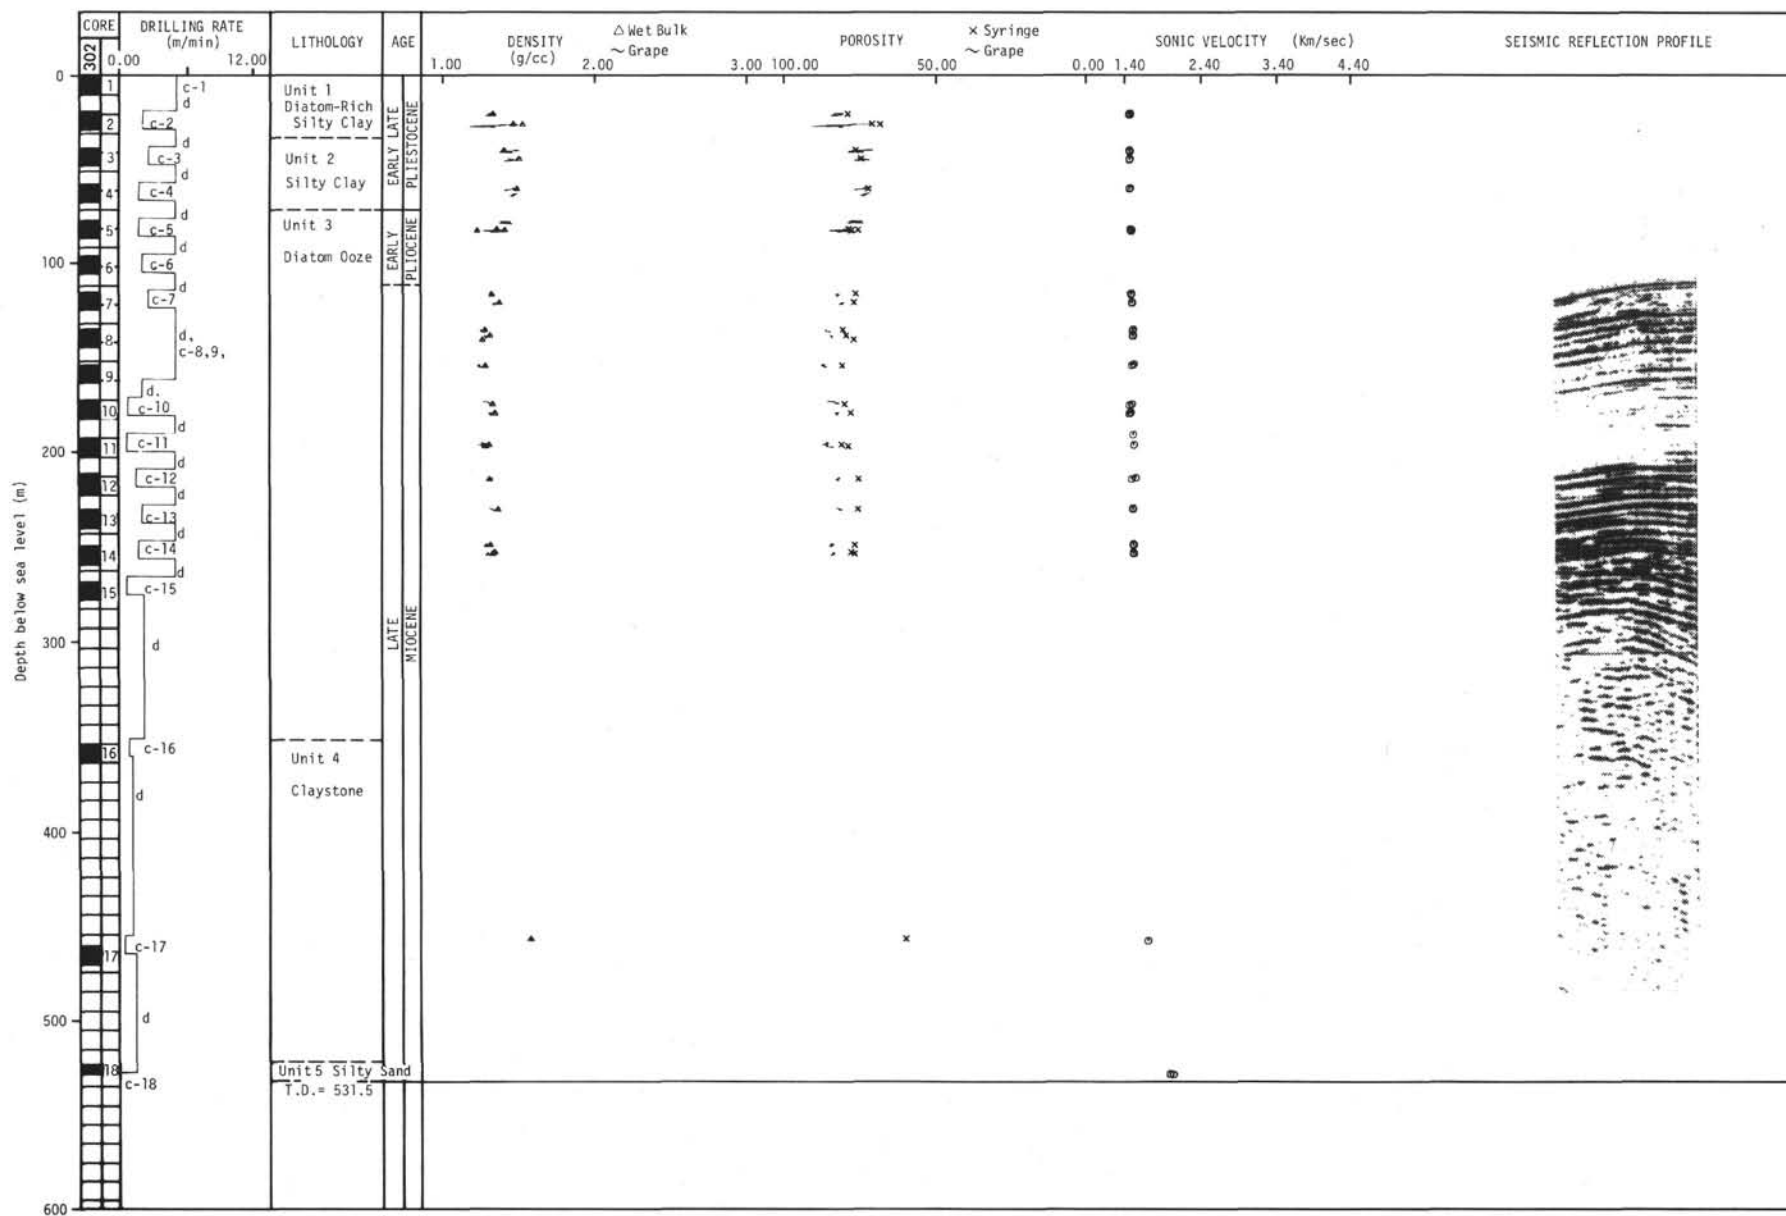 CORE
302
DRILLING RATE
(m/min)
0.00 12.00
LITHOLOGY
AGE
DENSITY
(g/cc)
△ Wet Bulk
~ Grape
1.00 2.00 3.00
POROSITY
× Syringe
~ Grape
100.00 50.00 0.00
SONIC VELOCITY (Km/sec)
1.40 2.40 3.40 4.40
SEISMIC REFLECTION PROFILE
Depth below sea level (m)
0
100
200
300
400
500
600
1
2
3
4
5
6
7
8
9
10
11
12
13
14
15
16
17
18
c-1
d
c-2
d
c-3
d
c-4
d
c-5
d
c-6
d
c-7
d,
c-8,9,
d.
c-10
d
c-11
d
c-12
d
c-13
d
c-14
d
c-15
d
c-16
d
c-17
d
c-18
Unit 1
Diatom-Rich
Silty Clay
Unit 2
Silty Clay
Unit 3
Diatom Ooze
Unit 4
Claystone
Unit 5 Silty Sand
T.D.= 531.5
EARLY LATE
PLIESTOCENE
EARLY
PLIOCENE
LATE
MIOCENE